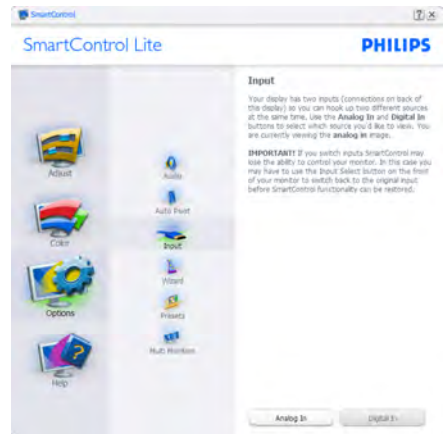 SmartControl
SmartControl Lite
PHILIPS
Adjust
Color
Options
Help
Audio
Auto Pivot
Input
Wizard
Presets
Multi Monitors
Input
Your display has two inputs (connections on back of
the display) so you can hook up two different sources
at the same time. Use the Analog In and Digital In
buttons to select which source you'd like to view. You
are currently viewing the analog in image.
IMPORTANT! If you switch inputs SmartControl may
lose the ability to control your monitor. In this case you
may have to use the Input Select button on the front
of your monitor to switch back to the original input
before SmartControl functionality can be restored.
Analog In
Digital In